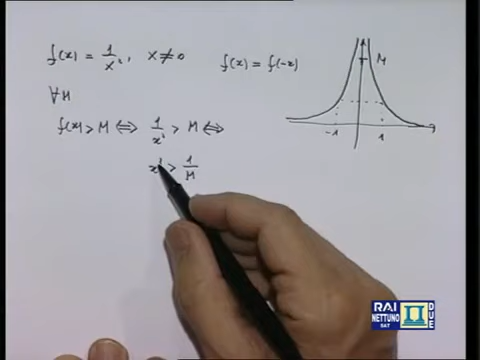 f(x) = 1/x², x ≠ 0 f(x) = f(-x)
M
∀M
f(x) > M ⟺ 1/x² > M ⟺
-1 1
x² > 1/M
RAI
NETTUNO
SAT
DUE